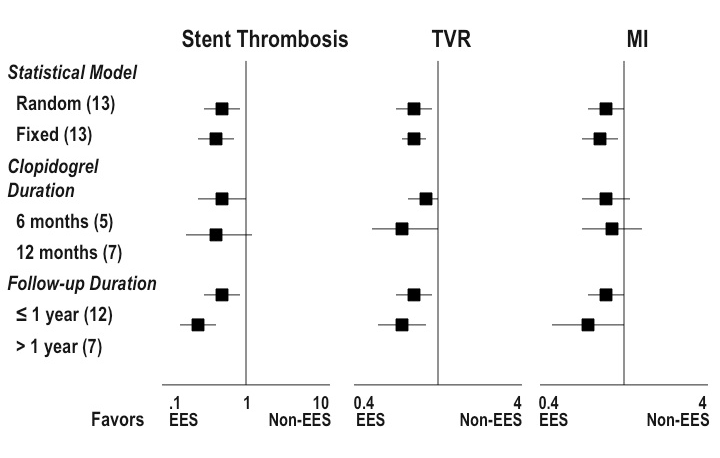 Stent Thrombosis TVR MI
Statistical Model
Random (13)
Fixed (13)
Clopidogrel
Duration
6 months (5)
12 months (7)
Follow-up Duration
≤ 1 year (12)
> 1 year (7)
.1 1 10 0.4 4 0.4 4
Favors EES Non-EES EES Non-EES EES Non-EES